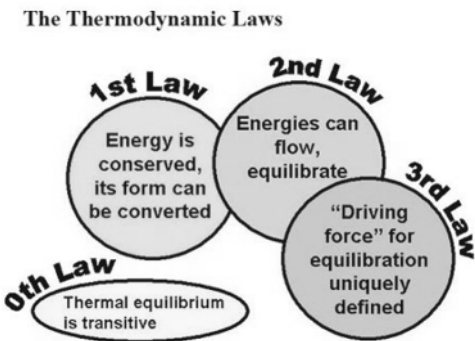 The Thermodynamic Laws
1st Law
Energy is
conserved,
its form can
be converted
2nd Law
Energies can
flow,
equilibrate
3rd Law
“Driving
force” for
equilibration
uniquely
defined
0th Law
Thermal equilibrium
is transitive